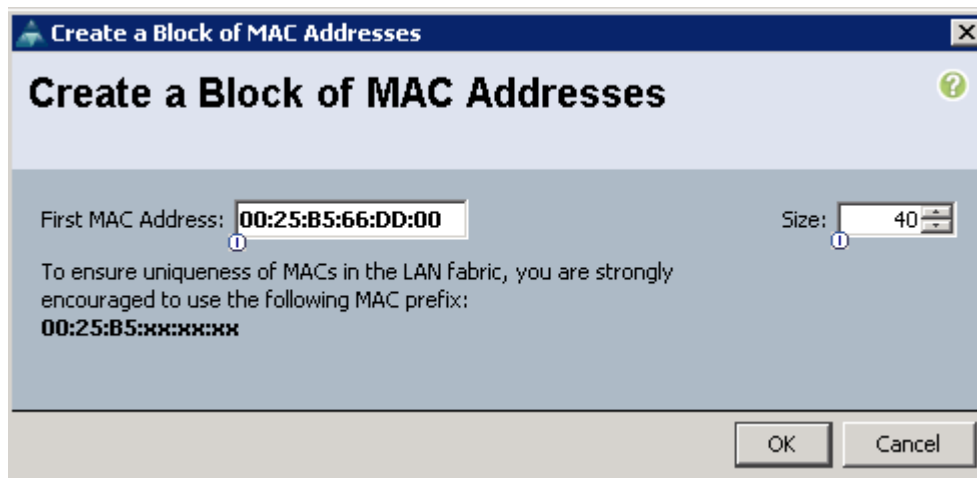 Create a Block of MAC Addresses
Create a Block of MAC Addresses
First MAC Address: 00:25:B5:66:DD:00 Size: 40
To ensure uniqueness of MACs in the LAN fabric, you are strongly
encouraged to use the following MAC prefix:
00:25:B5:xx:xx:xx
OK Cancel